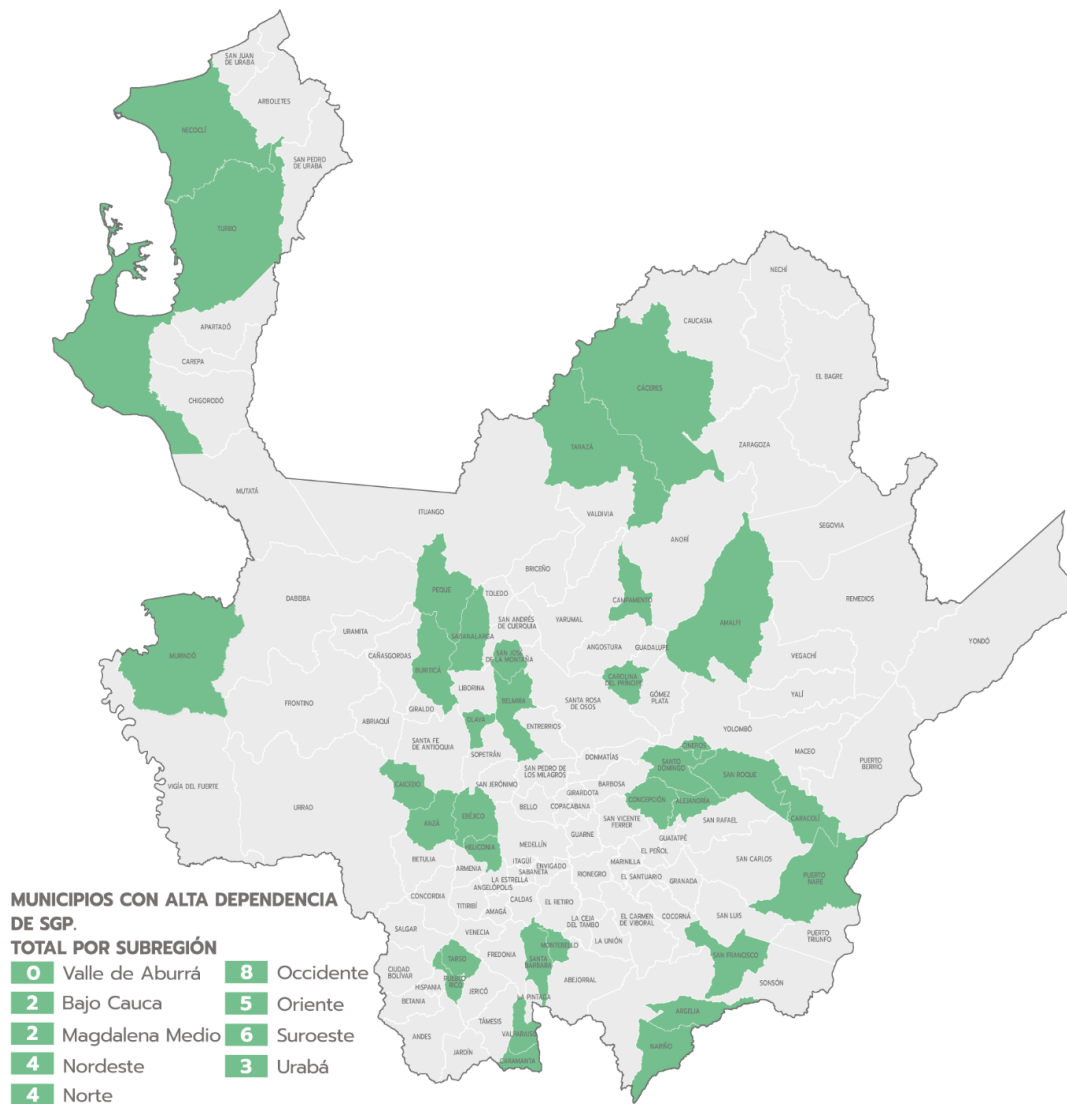 SAN JUAN
DE URABÁ
ARBOLETES
NECOCLÍ
SAN PEDRO
DE URABÁ
TURBO
NECHÍ
CAUCASIA
APARTADÓ
CAREPA
EL BAGRE
CÁCERES
CHIGORODÓ
TARAZÁ
ZARAGOZA
MUTATÁ
ITUANGO
VALDIVIA
SEGOVIA
ANORÍ
BRICEÑO
PEQUE
TOLEDO
DABEIBA
CAMPAMENTO
REMEDIOS
SAN ANDRÉS
DE CUERQUIA
YARUMAL
AMALFI
URAMITA
SABANALARGA
YONDÓ
ANGOSTURA
GUADALUPE
CAÑASGORDAS
SAN JOSÉ
DE LA MONTAÑA
VEGACHÍ
MURINDÓ
BURITICÁ
CAROLINA
DEL PRÍNCIPE
LIBORINA
GÓMEZ
PLATA
YALÍ
FRONTINO
BELMIRA
SANTA ROSA
DE OSOS
GIRALDO
ABRIAQUÍ
OLAYA
ENTRERRIOS
YOLOMBÓ
SANTA FE
DE ANTIOQUIA
CISNEROS
MACEO
SOPETRÁN
DONMATÍAS
SANTO
DOMINGO
PUERTO
BERRÍO
SAN PEDRO DE
LOS MILAGROS
SAN ROQUE
VIGÍA DEL FUERTE
CAICEDO
SAN JERÓNIMO
BARBOSA
GIRARDOTA
CONCEPCIÓN
ALEJANDRÍA
URRAO
BELLO
COPACABANA
CARACOLÍ
ANZÁ
EBÉJICO
SAN VICENTE
FERRER
SAN RAFAEL
GUARNE
GUATATPÉ
HELICONIA
MEDELLÍN
EL PEÑOL
BETULIA
ITAGÜÍ
MARINILLA
SAN CARLOS
ARMENIA
ENVIGADO
SABANETA
RIONEGRO
PUERTO
NARE
LA ESTRELLA
EL SANTUARIO
GRANADA
ANGELÓPOLIS
CONCORDIA
CALDAS
EL RETIRO
TITIRIBÍ
AMAGÁ
LA CEJA
DEL TAMBO
EL CARMEN
DE VIBORAL
COCORNÁ
SAN LUIS
SALGAR
VENECIA
PUERTO
TRIUNFO
LA UNIÓN
MONTEBELLO
FREDONIA
TARSO
SANTA
BÁRBARA
SAN FRANCISCO
CIUDAD
BOLÍVAR
PUEBLO
RICO
ABEJORRAL
SONSÓN
HISPANIA
JERICÓ
LA PINTADA
BETANIA
ARGELIA
TÁMESIS
ANDES
VALPARAISO
NARIÑO
JARDÍN
CARAMANTA
MUNICIPIOS CON ALTA DEPENDENCIA
DE SGP.
TOTAL POR SUBREGIÓN
0 Valle de Aburrá
2 Bajo Cauca
2 Magdalena Medio
4 Nordeste
4 Norte
8 Occidente
5 Oriente
6 Suroeste
3 Urabá